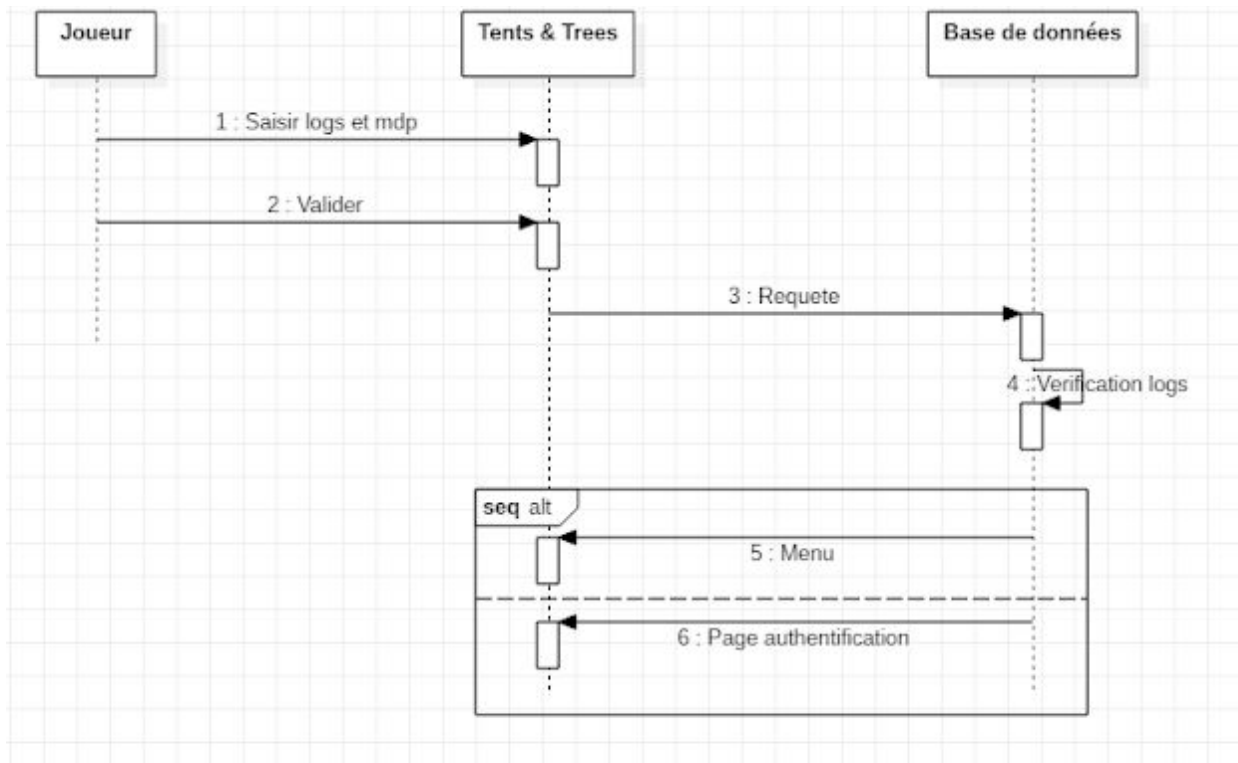 Joueur
Tents & Trees
Base de données
1 : Saisir logs et mdp
2 : Valider
3 : Requete
4 : Verification logs
seq alt
5 : Menu
6 : Page authentification